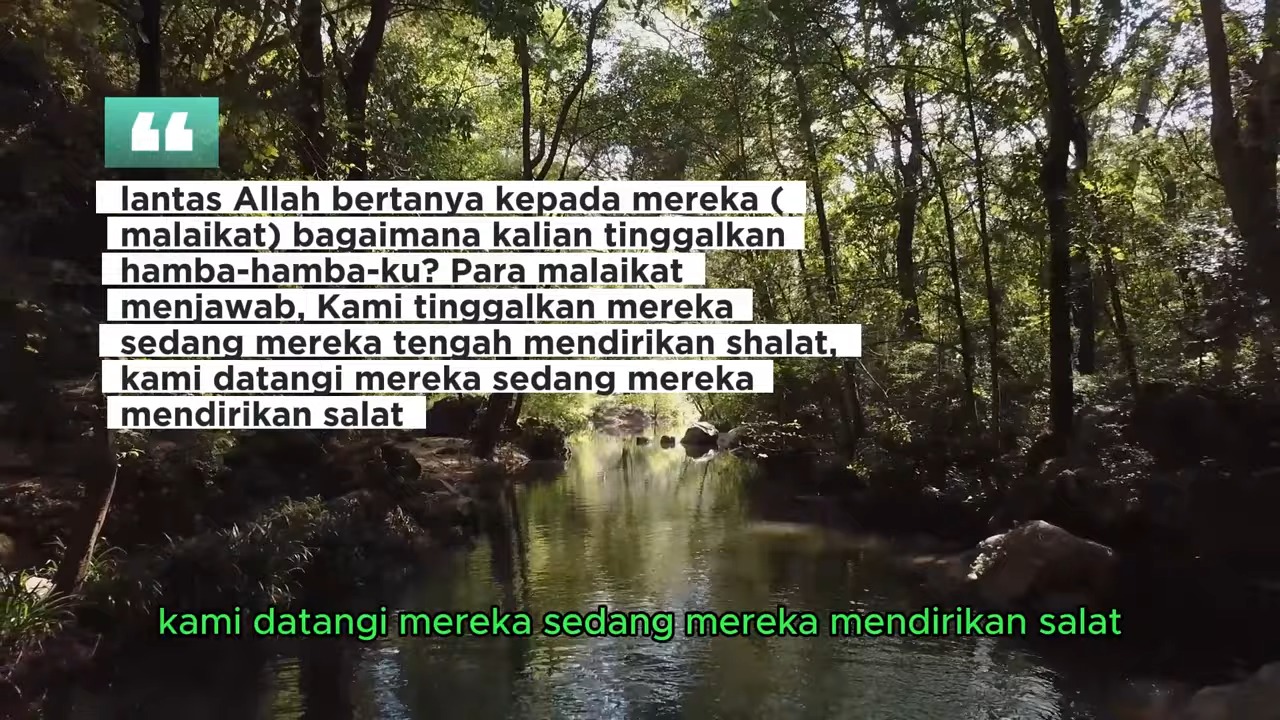 lantas Allah bertanya kepada mereka (
malaikat) bagaimana kalian tinggalkan
hamba-hamba-ku? Para malaikat
menjawab, Kami tinggalkan mereka
sedang mereka tengah mendirikan shalat,
kami datangi mereka sedang mereka
mendirikan salat
kami datangi mereka sedang mereka mendirikan salat